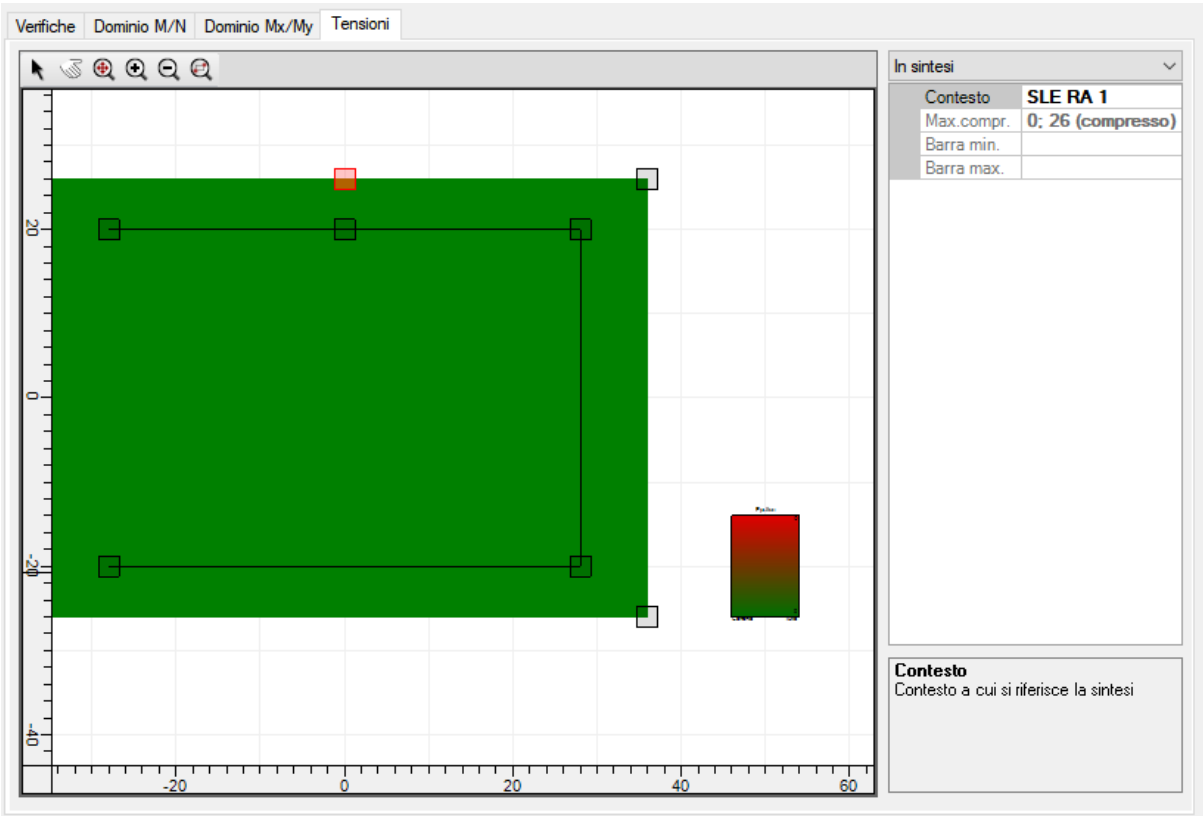 Verifiche Dominio M/N Dominio Mx/My Tensioni
In sintesi
Contesto SLE RA 1
Max.compr. 0; 26 (compresso)
Barra min.
Barra max.
20
0
-20
-40
-20 0 20 40 60
Contesto
Contesto a cui si riferisce la sintesi